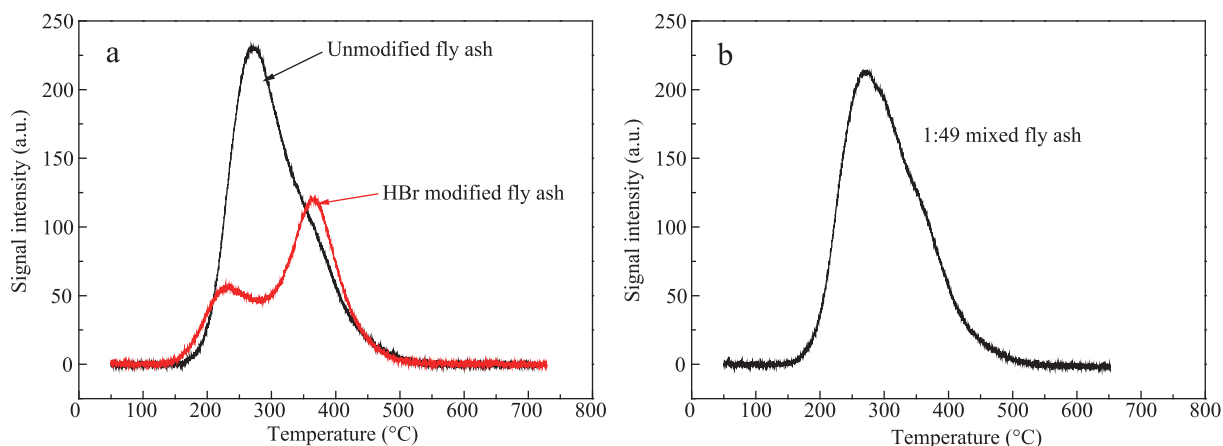 a
Unmodified fly ash
HBr modified fly ash
Signal intensity (a.u.)
250
200
150
100
50
0
0 100 200 300 400 500 600 700 800
Temperature (°C)
b
1:49 mixed fly ash
Signal intensity (a.u.)
250
200
150
100
50
0
0 100 200 300 400 500 600 700 800
Temperature (°C)